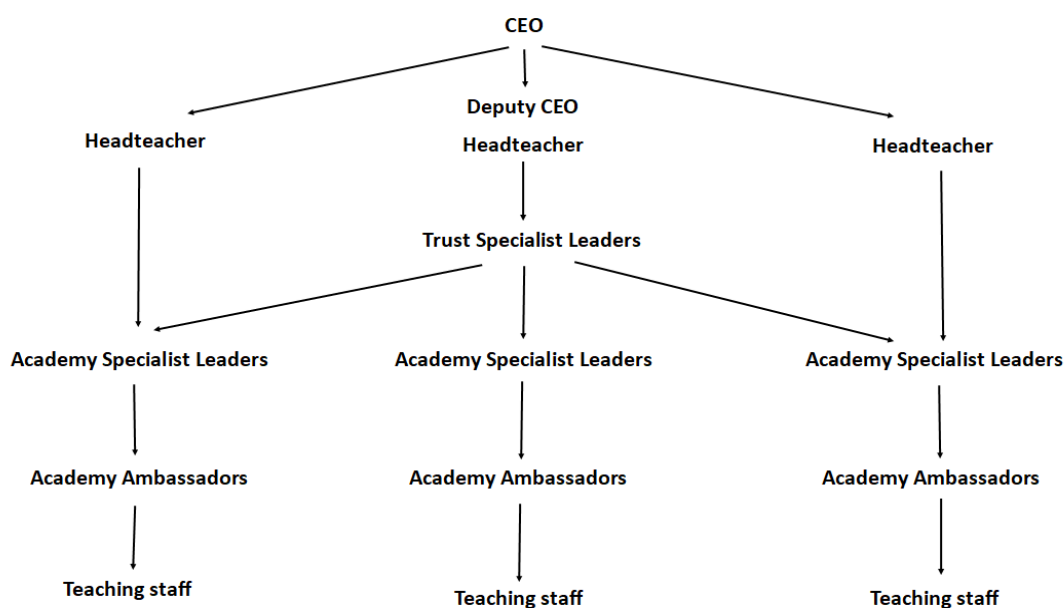 CEO
Deputy CEO
Headteacher
Headteacher
Headteacher
Trust Specialist Leaders
Academy Specialist Leaders
Academy Specialist Leaders
Academy Specialist Leaders
Academy Ambassadors
Academy Ambassadors
Academy Ambassadors
Teaching staff
Teaching staff
Teaching staff